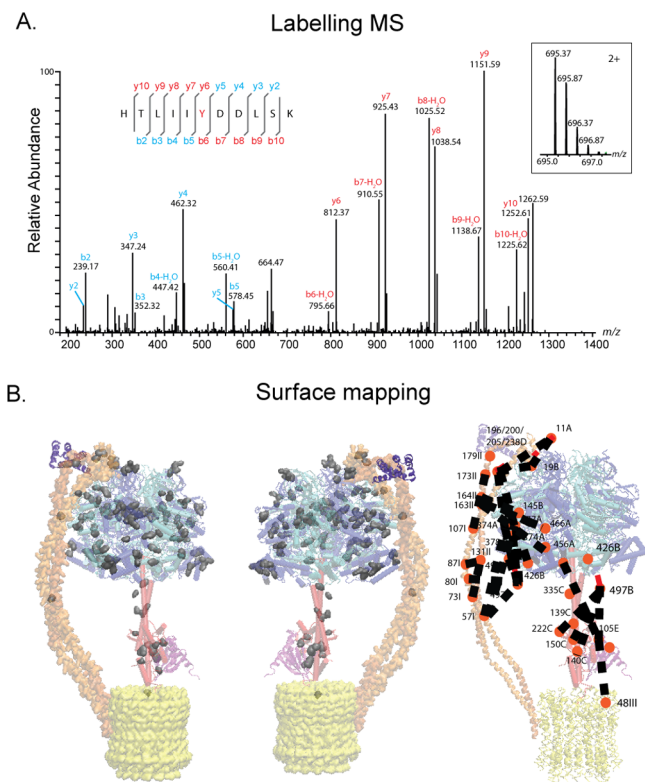 A.
Labelling MS
100
Relative Abundance
0
y10 y9 y8 y7 y6 y5 y4 y3 y2
H T L I I Y D D L S K
b2 b3 b4 b5 b6 b7 b8 b9 b10
y2
b2
239.17
y3
347.24
b3
352.32
b4-H2O
447.42
y4
462.32
b5-H2O
560.41
y5
b5
578.45
664.47
b6-H2O
795.66
y6
812.37
b7-H2O
910.55
y7
925.43
b8-H2O
1025.52
y8
1038.54
b9-H2O
1138.67
y9
1151.59
y10
1252.61
b10-H2O
1225.62
1262.59
695.37
2+
695.87
696.37
696.87
695.0 697.0 m/z
200 300 400 500 600 700 800 900 1000 1100 1200 1300 1400
m/z
B.
Surface mapping
196/200/
205/238D
11A
179II
19B
173II
164II
163II
145B
107I
374A
466A
378
374A
456A
131II
426B
87I
426B
80I
335C
497B
73I
139C
57I
222C
105E
150C
140C
48III